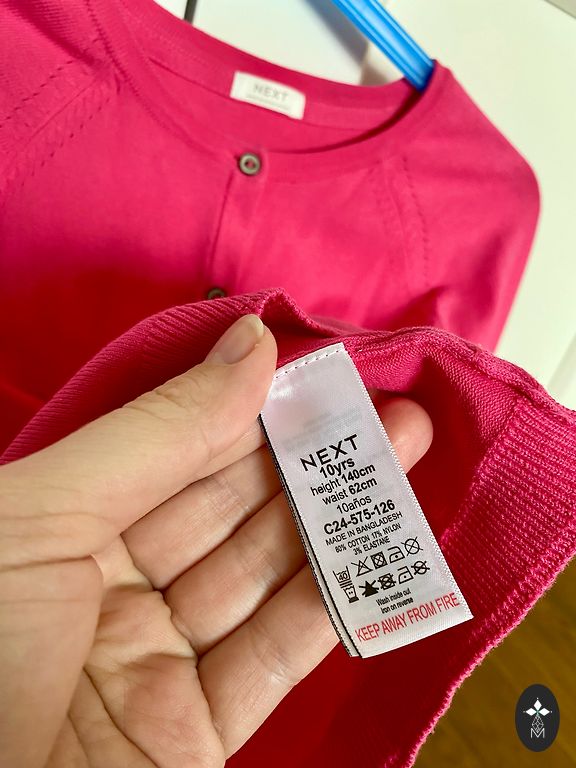 NEXT
NEXT
10yrs
height 140cm
waist 62cm
10años
C24-575-126
MADE IN BANGLADESH
80% COTTON 17% NYLON
3% ELASTANE
40
Wash inside out
Iron on reverse
KEEP AWAY FROM FIRE